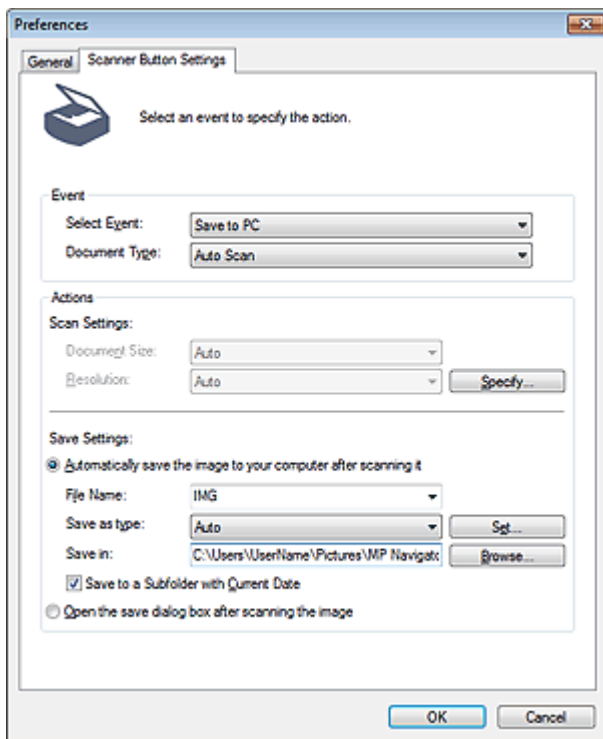 Preferences
General Scanner Button Settings
Select an event to specify the action.
Event
Select Event: Save to PC
Document Type: Auto Scan
Actions
Scan Settings:
Document Size: Auto
Resolution: Auto Specify...
Save Settings:
Automatically save the image to your computer after scanning it
File Name: IMG
Save as type: Auto Set...
Save in: C:\Users\UserName\Pictures\MP Navigato Browse...
Save to a Subfolder with Current Date
Open the save dialog box after scanning the image
OK Cancel